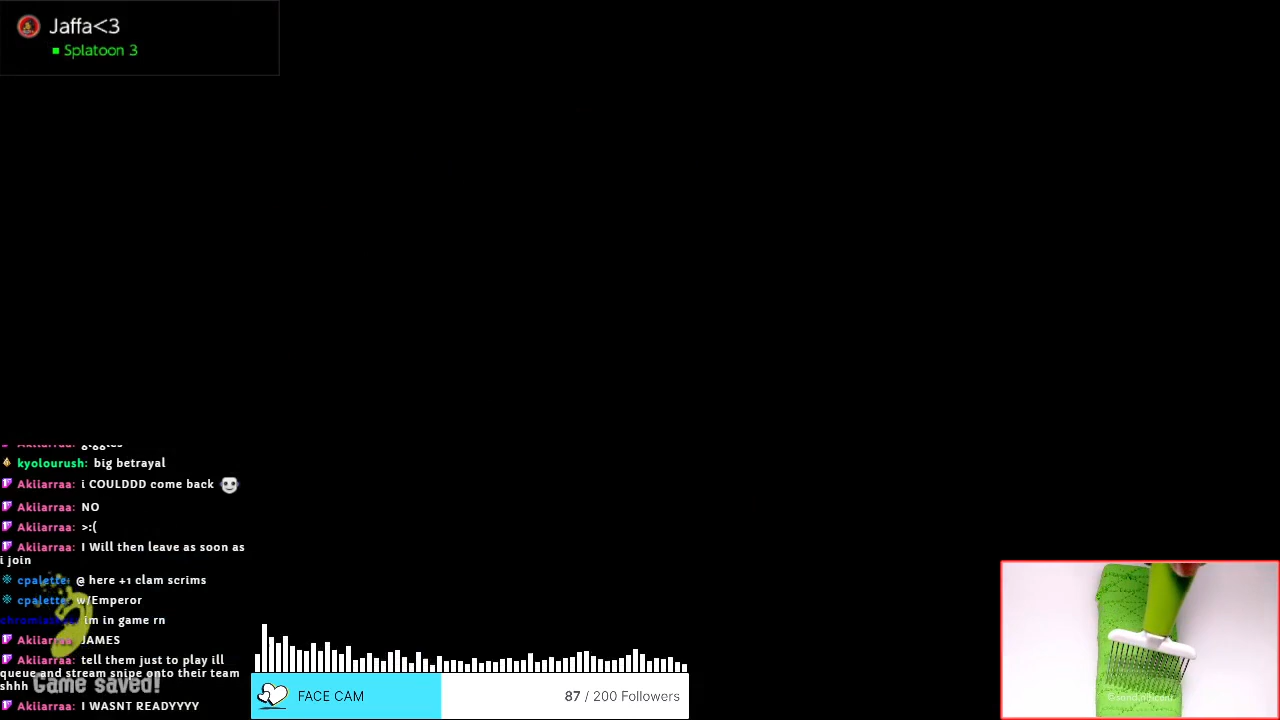 Jaffa<3
Splatoon 3
kyolourush: big betrayal
Akiiarraa: i COULDDD come back
Akiiarraa: NO
Akiiarraa: >:(
Akiiarraa: I Will then leave as soon as
i join
cpalette: @ here +1 clam scrims
cpalette: w/Emperor
im in game rn
Akiiarraa: JAMES
Akiiarraa: tell them just to play ill
queue and stream snipe onto their team
shhh
Game saved!
Akiiarraa: I WASNT READYYYY
FACE CAM
87 / 200 Followers